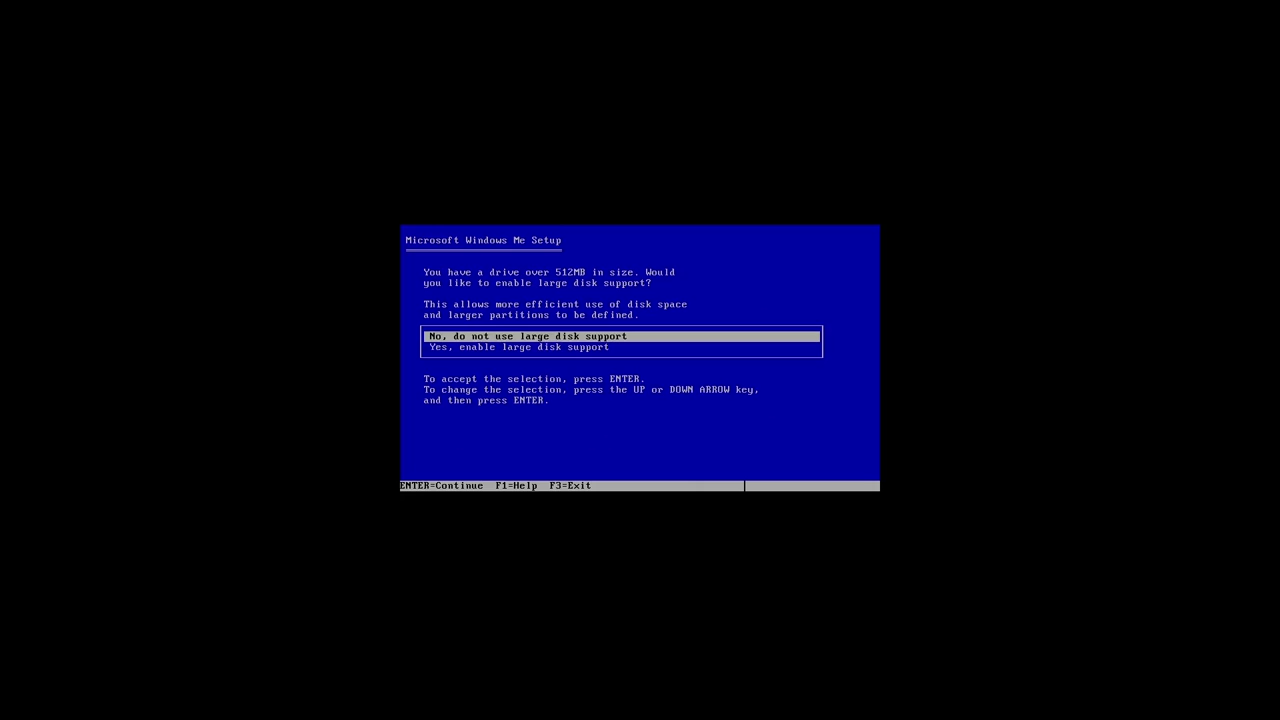 Microsoft Windows Me Setup
You have a drive over 512MB in size. Would
you like to enable large disk support?
This allows more efficient use of disk space
and larger partitions to be defined.
No, do not use large disk support
Yes, enable large disk support
To accept the selection, press ENTER.
To change the selection, press the UP or DOWN ARROW key,
and then press ENTER.
ENTER=Continue  F1=Help  F3=Exit